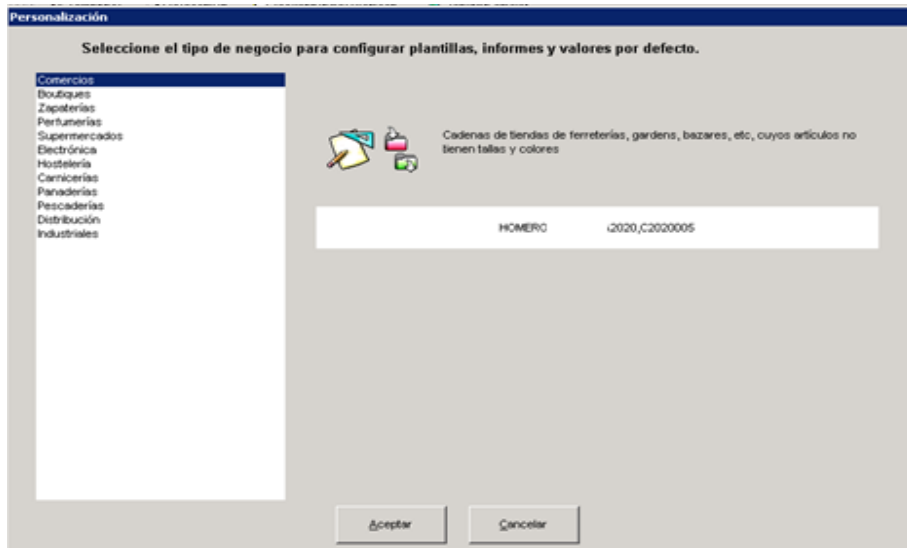 Personalización
Seleccione el tipo de negocio para configurar plantillas, informes y valores por defecto.
Comercios
Boutiques
Zapaterías
Perfumerías
Supermercados
Electrónica
Hostelería
Carnicerías
Panaderías
Pescaderías
Distribución
Industriales
Cadenas de tiendas de ferreterías, gardens, bazares, etc, cuyos artículos no
tienen tallas y colores
HOMERO 2020,C2020005
Aceptar Cancelar